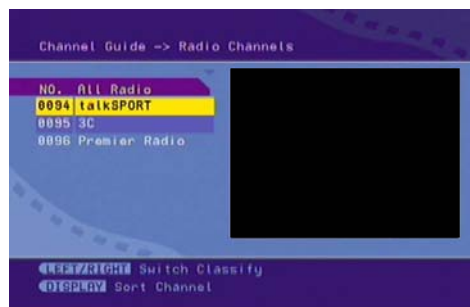 Channel Guide -> Radio Channels
NO. All Radio
0094 talkSPORT
0095 3C
0096 Premier Radio
LEFT/RIGHT Switch Classify
DISPLAY Sort Channel